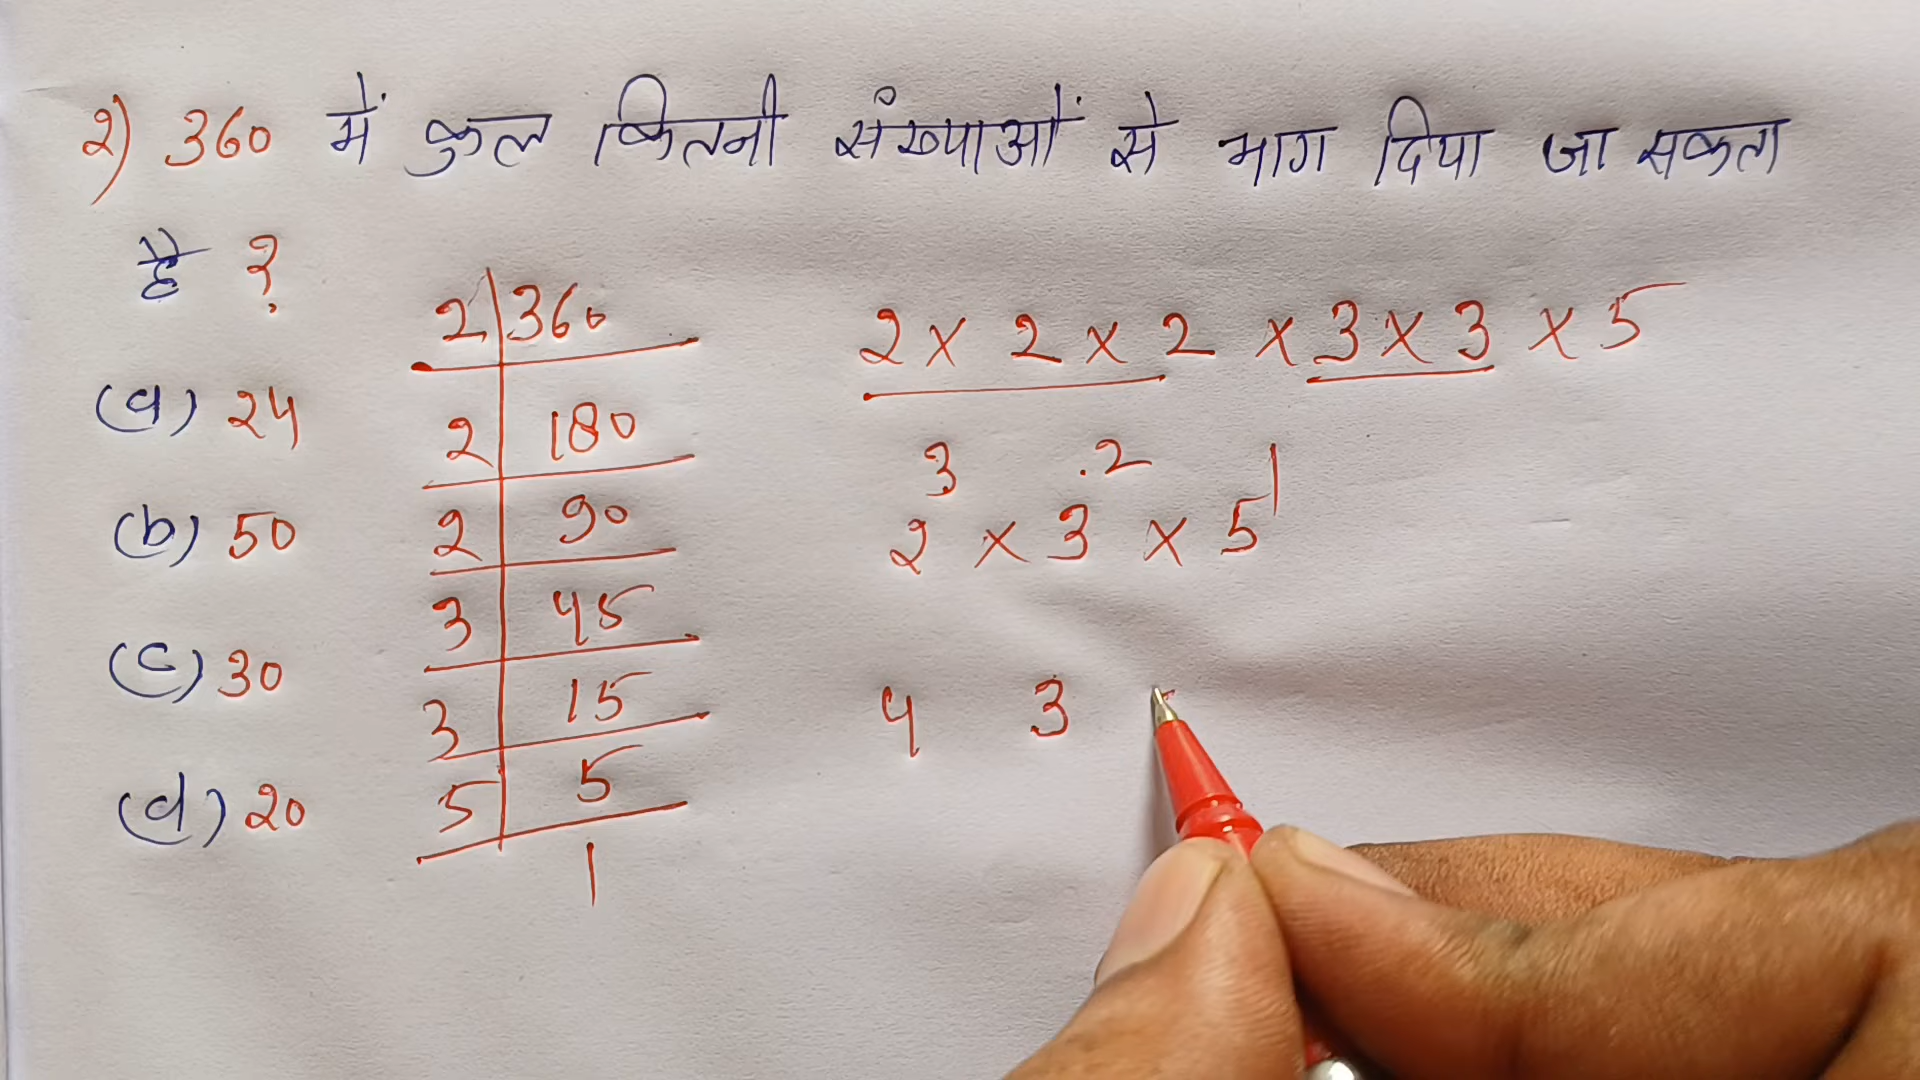 २) 360 में कुल कितनी संख्याओं से भाग दिया जा सकता
है ?
(a) 24
(b) 50
(c) 30
(d) 20
2 | 360
2 | 180
2 | 90
3 | 45
3 | 15
5 | 5
1
2 × 2 × 2 × 3 × 3 × 5
2³ × 3² × 5¹
4 3